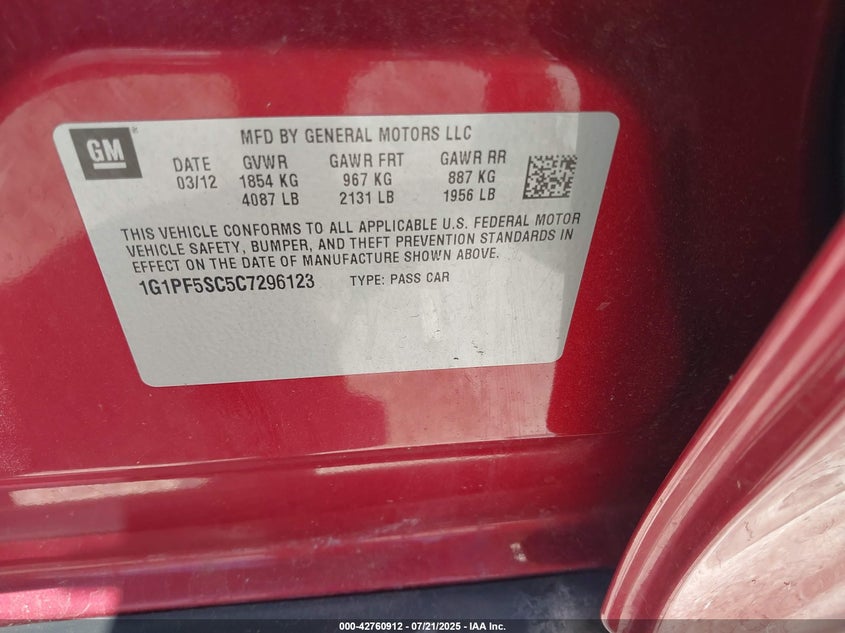 GM ®
MFD BY GENERAL MOTORS LLC
DATE GVWR GAWR FRT GAWR RR
03/12 1854 KG 967 KG 887 KG
4087 LB 2131 LB 1956 LB
THIS VEHICLE CONFORMS TO ALL APPLICABLE U.S. FEDERAL MOTOR
VEHICLE SAFETY, BUMPER, AND THEFT PREVENTION STANDARDS IN
EFFECT ON THE DATE OF MANUFACTURE SHOWN ABOVE.
1G1PF5SC5C7296123 TYPE: PASS CAR
000-42760912 - 07/21/2025 - IAA Inc.